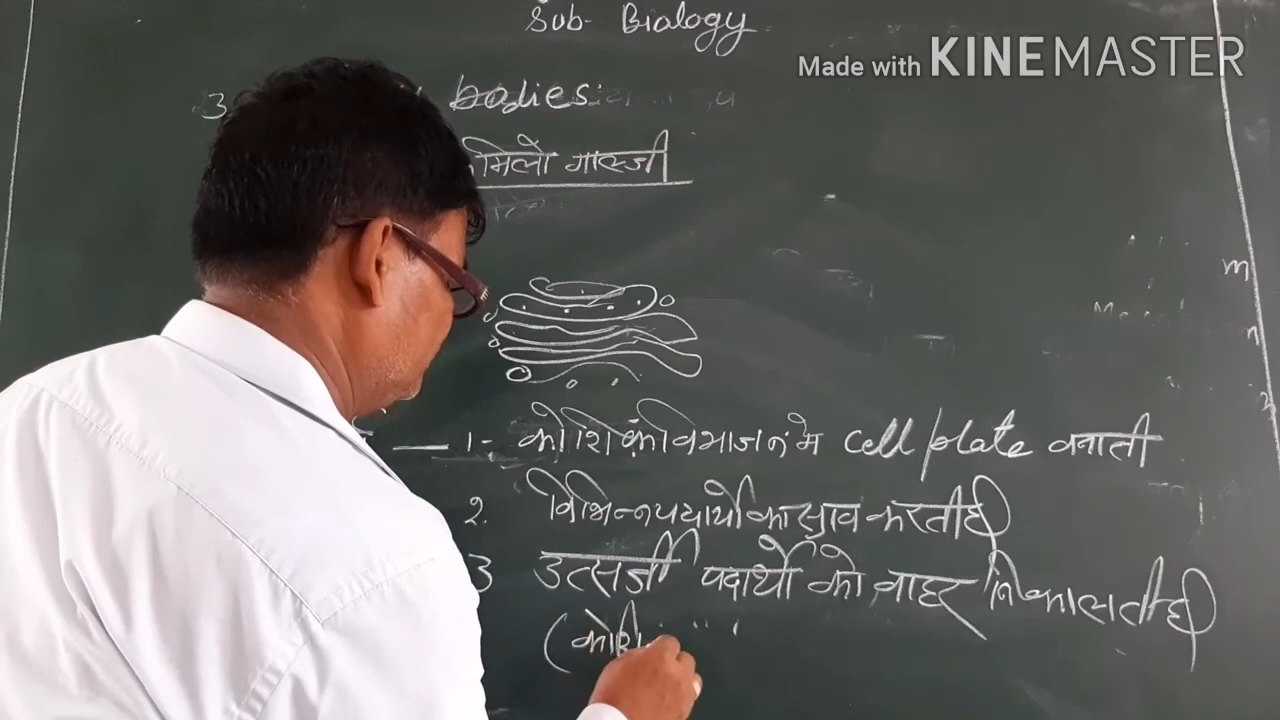 Sub- Biology
Made with KINEMASTER
3 bodies:
मिलो गाल्जी
1- कोशिका विभाजन मे cell plate बनाती
2. विभिन्न पदार्थो का स्राव करती है
3 उत्सर्जी पदार्थो को बाहर निकालती है
(कोशि
m
n